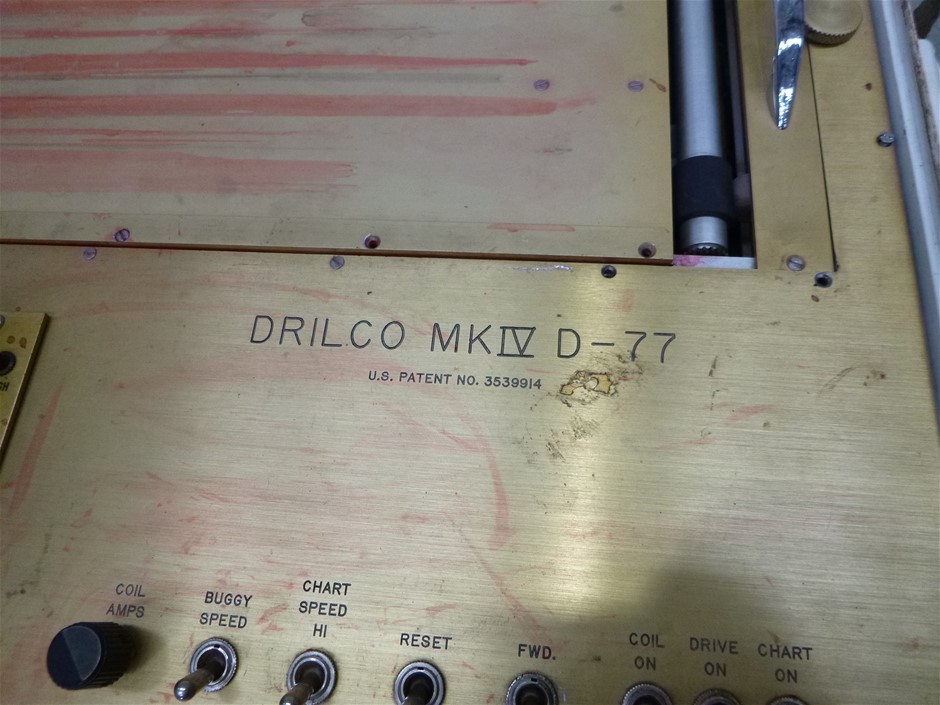 DRILCO MKIV D-77
U.S. PATENT NO. 3539914
COIL
AMPS
BUGGY
SPEED
CHART
SPEED
HI
RESET
FWD.
COIL
ON
DRIVE
ON
CHART
ON